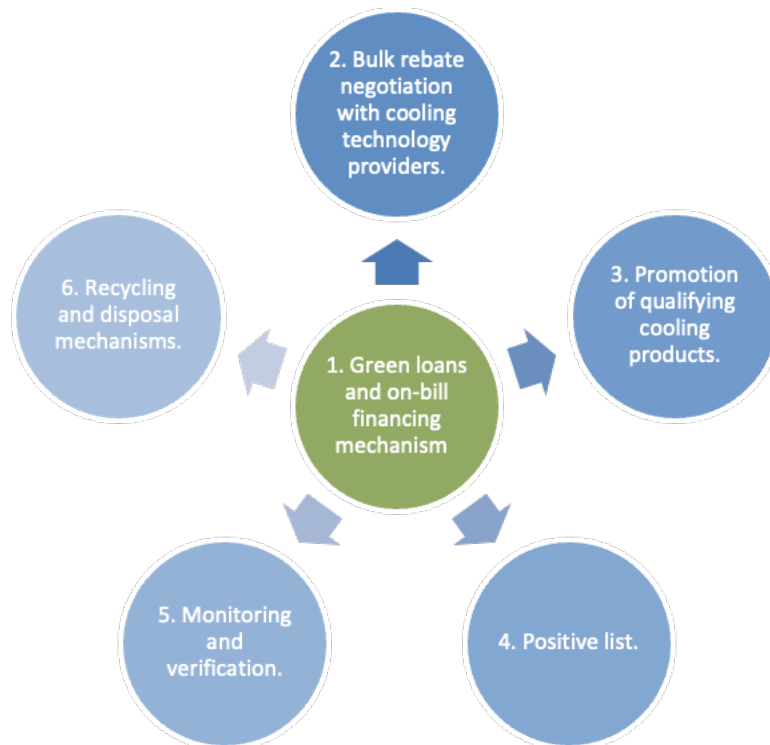 2. Bulk rebate
negotiation
with cooling
technology
providers.
3. Promotion
of qualifying
cooling
products.
6. Recycling
and disposal
mechanisms.
1. Green loans
and on-bill
financing
mechanism
5. Monitoring
and
verification.
4. Positive list.